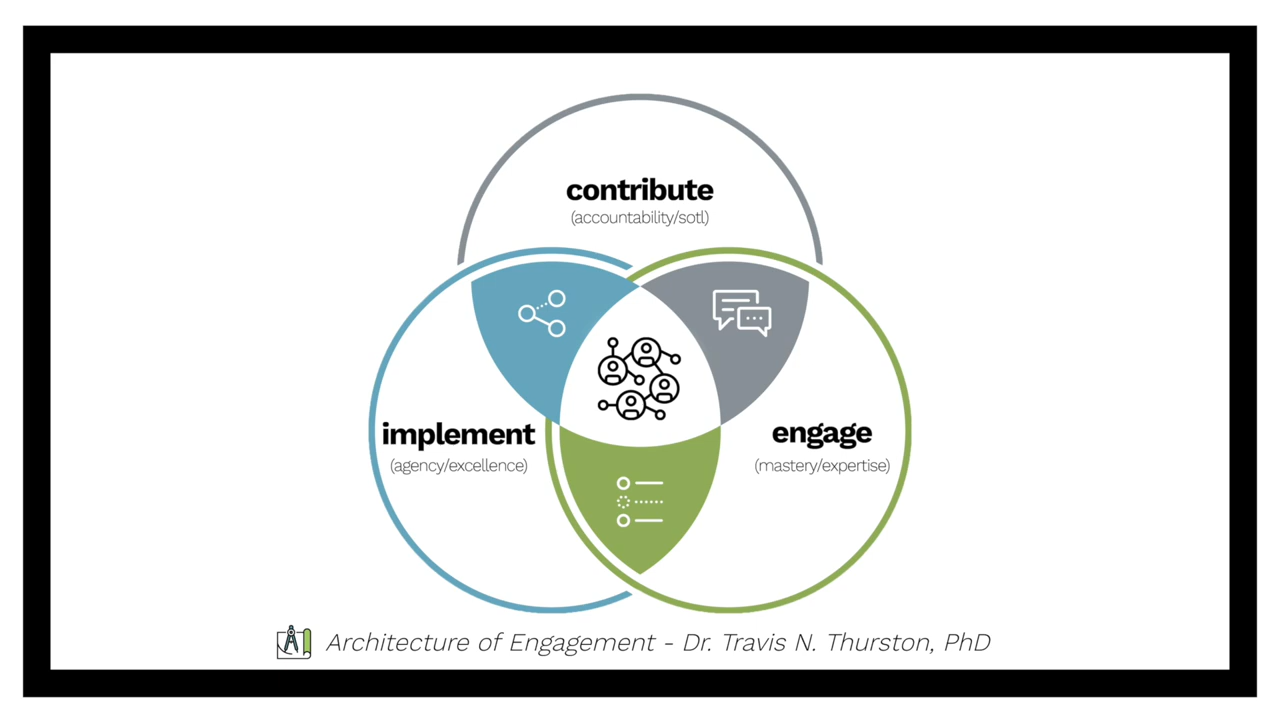 contribute
(accountability/sotl)
implement
(agency/excellence)
engage
(mastery/expertise)
Architecture of Engagement - Dr. Travis N. Thurston, PhD